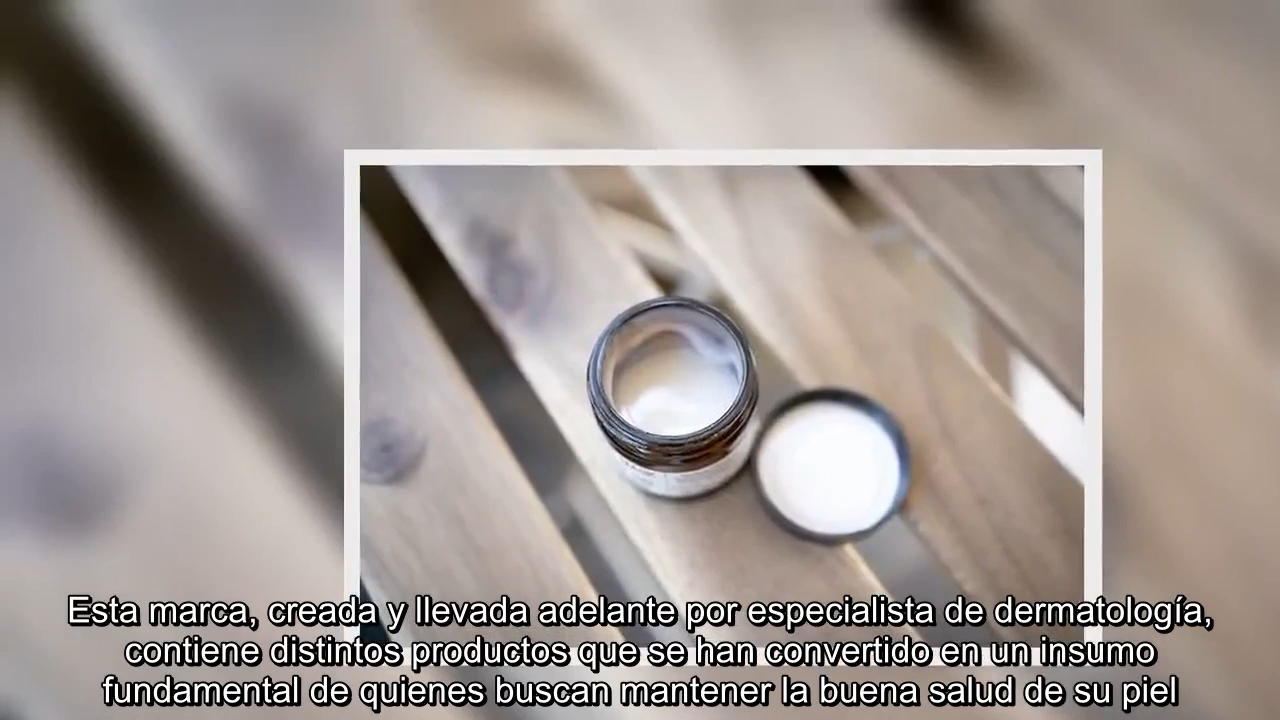 Esta marca, creada y llevada adelante por especialista de dermatología,
contiene distintos productos que se han convertido en un insumo
fundamental de quienes buscan mantener la buena salud de su piel